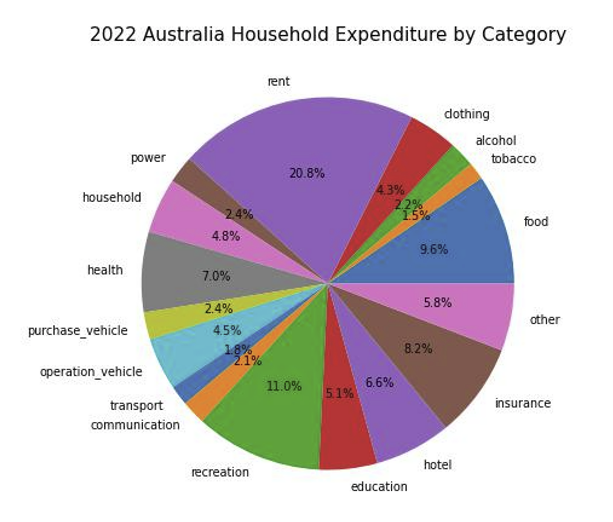 2022 Australia Household Expenditure by Category
rent
clothing
alcohol
tobacco
food
power
household
health
purchase_vehicle
operation_vehicle
transport
communication
recreation
education
hotel
insurance
other
20.8%
4.3%
2.2%
1.5%
9.6%
2.4%
4.8%
7.0%
2.4%
4.5%
1.8%
2.1%
11.0%
5.1%
6.6%
8.2%
5.8%